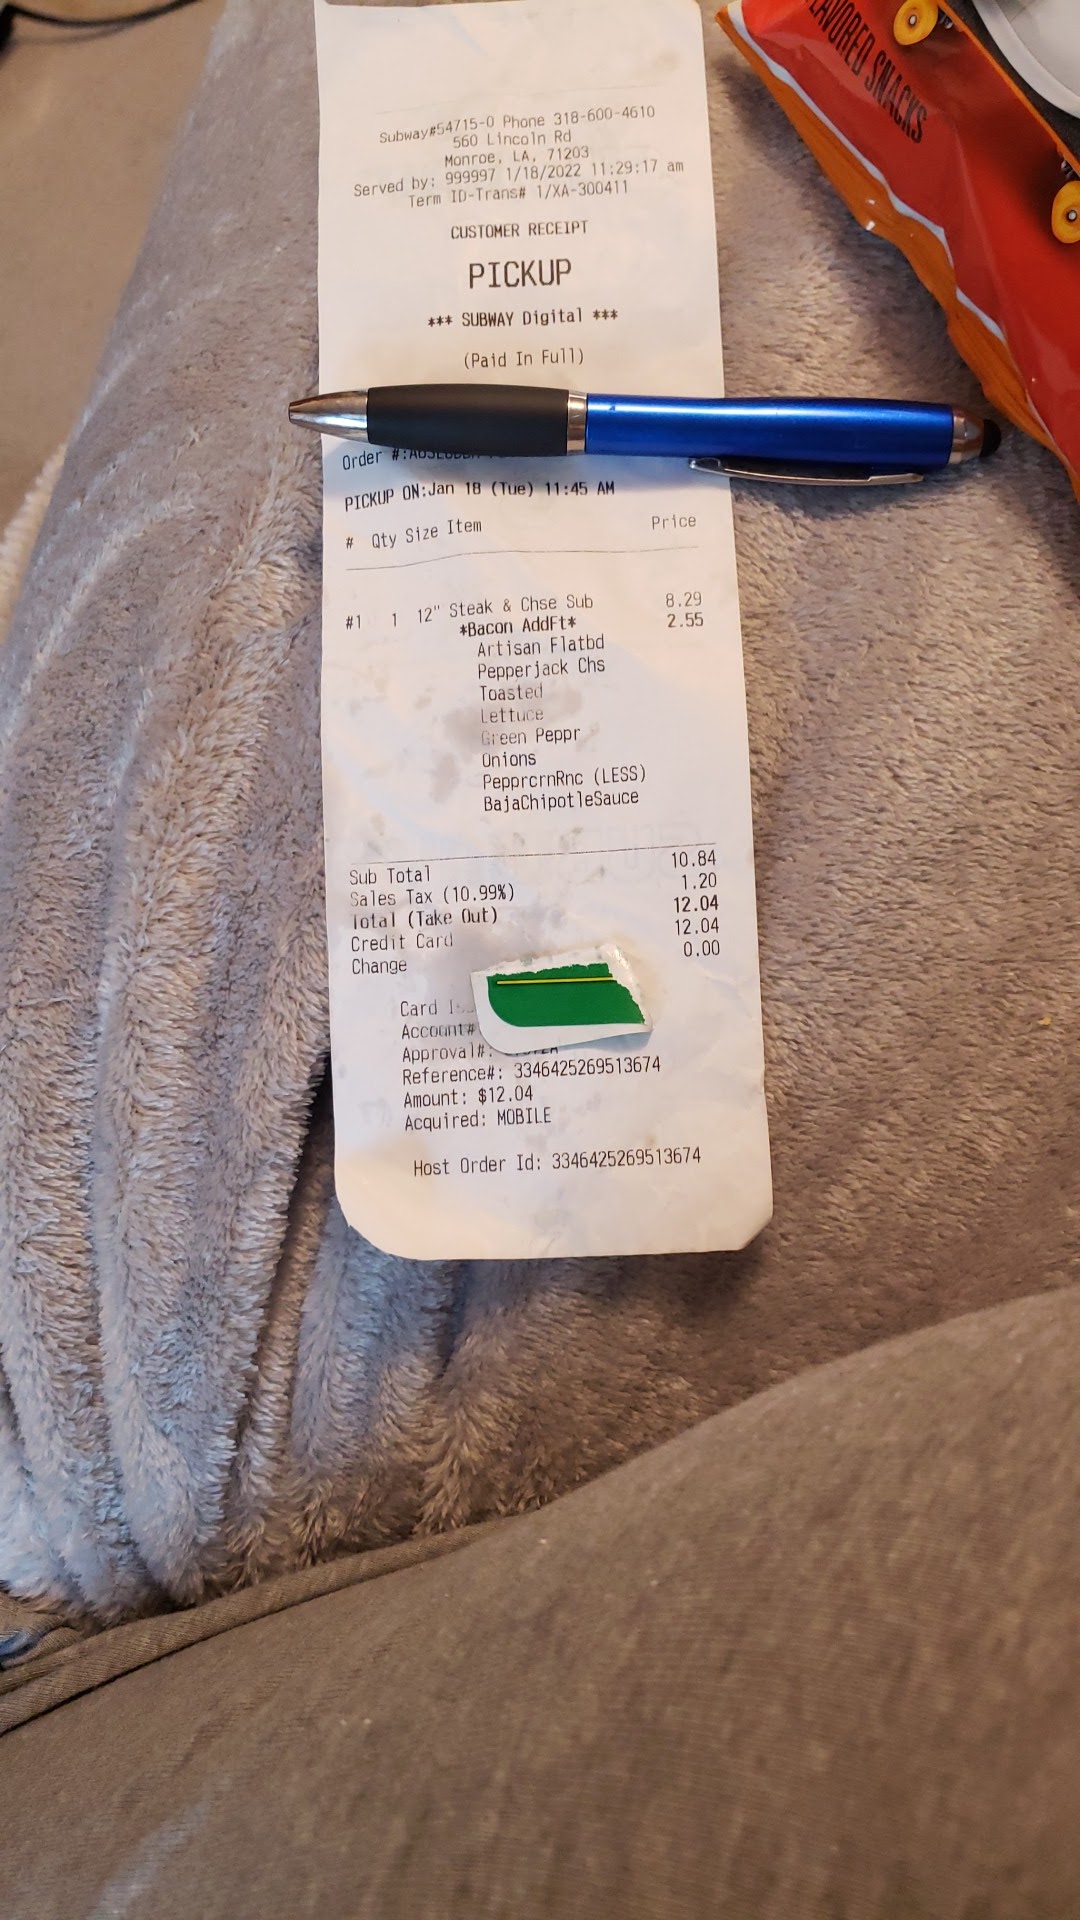 Subway#54715-0 Phone 318-600-4610
560 Lincoln Rd
Monroe, LA, 71203
Served by: 999997 1/18/2022 11:29:17 am
Term ID-Trans# 1/XA-300411
CUSTOMER RECEIPT
PICKUP
*** SUBWAY Digital ***
(Paid In Full)
Order #:
PICKUP ON:Jan 18 (Tue) 11:45 AM
# Qty Size Item Price
#1 1 12" Steak & Chse Sub 8.29
*Bacon AddFt* 2.55
Artisan Flatbd
Pepperjack Chs
Toasted
Lettuce
Green Peppr
Onions
PepprcrnRnc (LESS)
BajaChipotleSauce
Sub Total 10.84
Sales Tax (10.99%) 1.20
Total (Take Out) 12.04
Credit Card 12.04
Change 0.00
Card
Account#
Approval#:
Reference#: 3346425269513674
Amount: $12.04
Acquired: MOBILE
Host Order Id: 3346425269513674
SNACKS